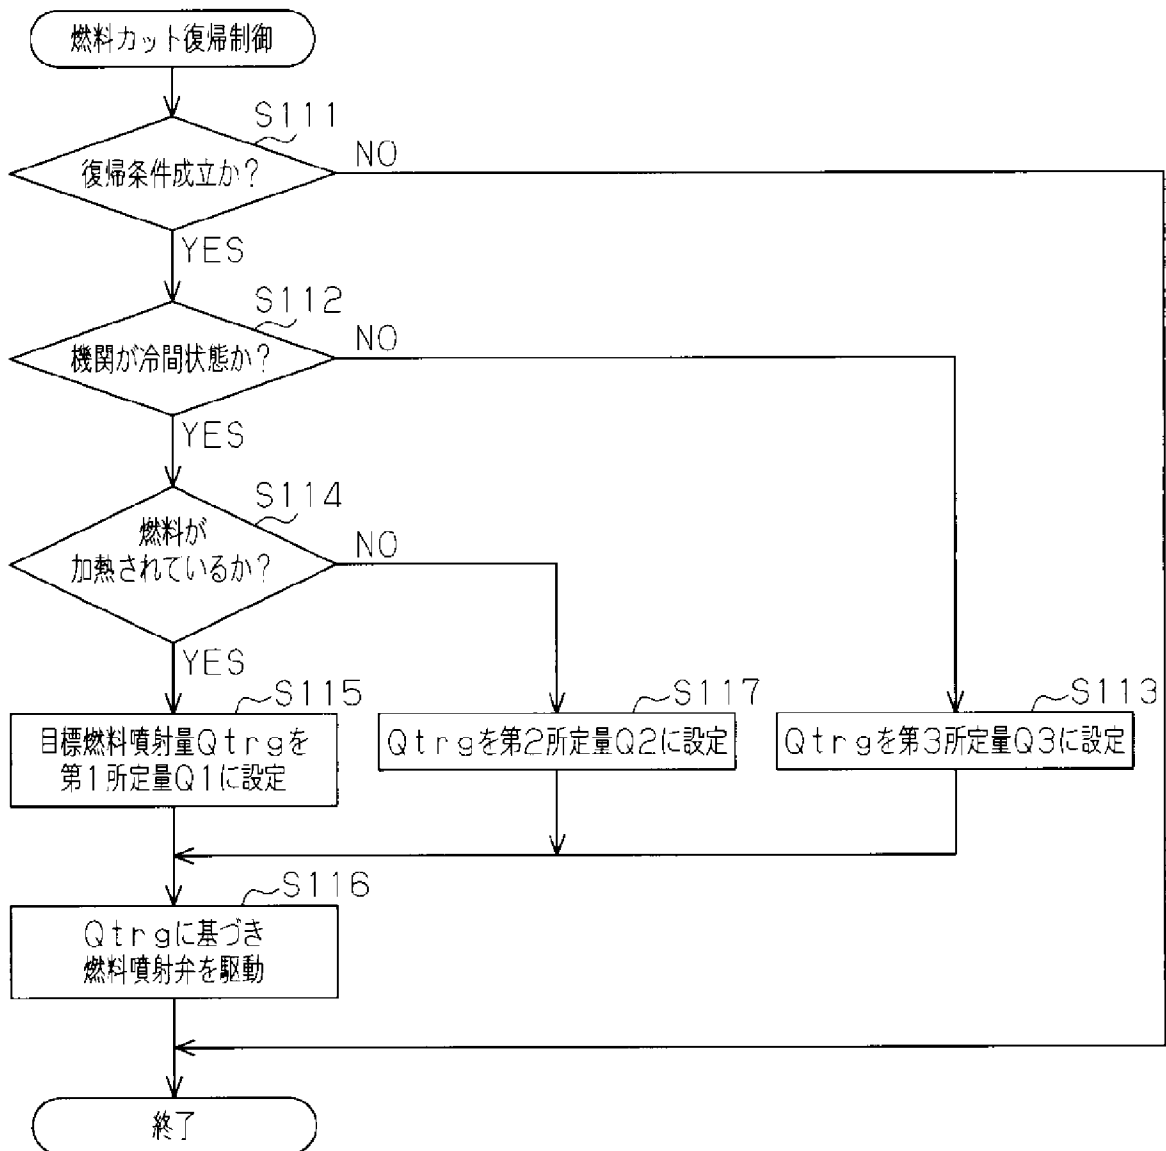 燃料カット復帰制御
S111
復帰条件成立か?
NO
YES
S112
機関が冷間状態か?
NO
YES
S114
燃料が
加熱されているか?
NO
YES
S115
目標燃料噴射量Qtrgを
第1所定量Q1に設定
S117
Qtrgを第2所定量Q2に設定
S113
Qtrgを第3所定量Q3に設定
S116
Qtrgに基づき
燃料噴射弁を駆動
終了